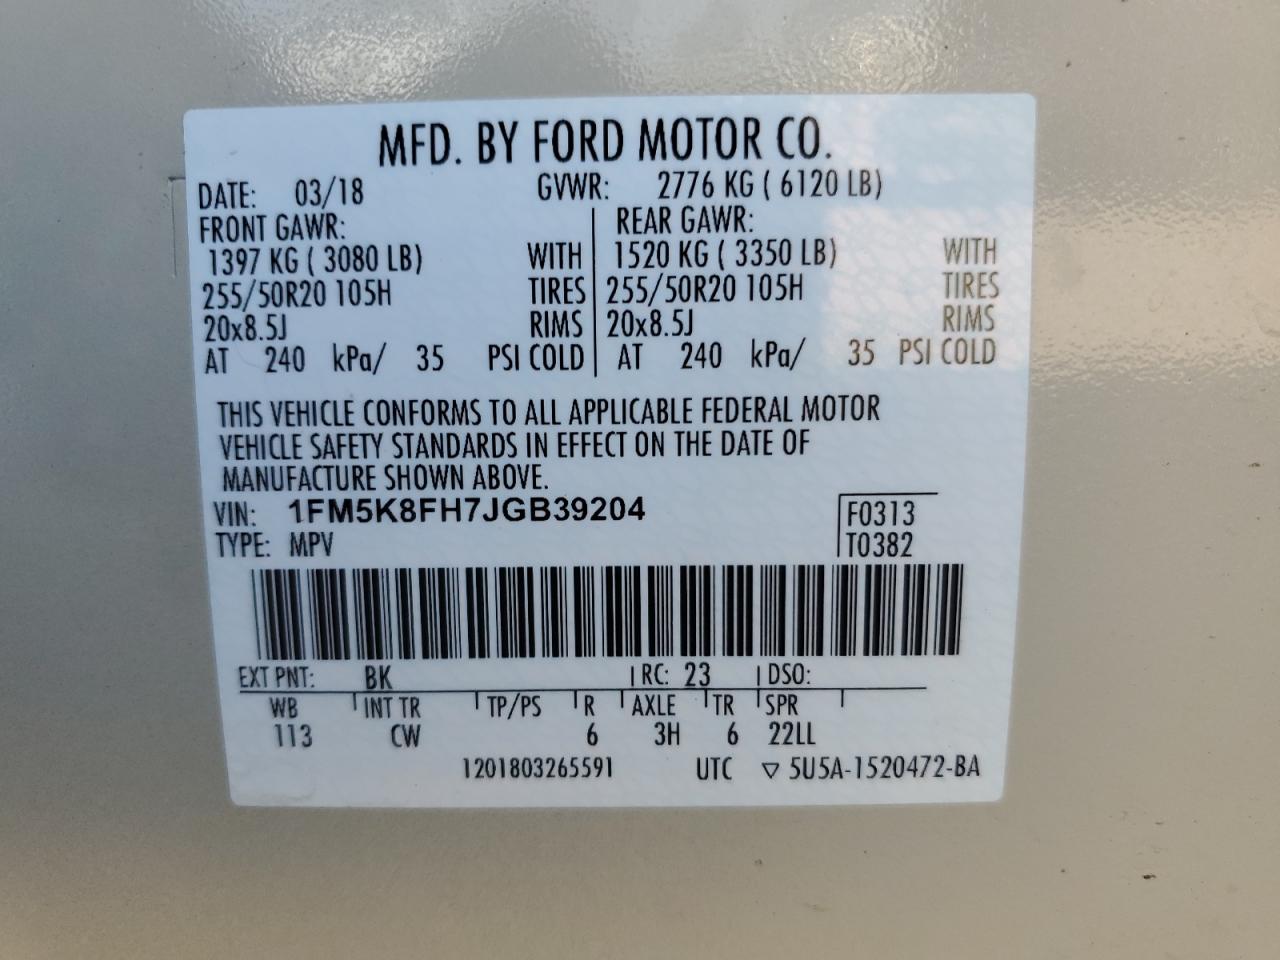 MFD. BY FORD MOTOR CO.
DATE: 03/18 GVWR: 2776 KG ( 6120 LB)
FRONT GAWR: REAR GAWR:
1397 KG ( 3080 LB) WITH 1520 KG ( 3350 LB) WITH
255/50R20 105H TIRES 255/50R20 105H TIRES
20x8.5J RIMS 20x8.5J RIMS
AT 240 kPa/ 35 PSI COLD AT 240 kPa/ 35 PSI COLD
THIS VEHICLE CONFORMS TO ALL APPLICABLE FEDERAL MOTOR
VEHICLE SAFETY STANDARDS IN EFFECT ON THE DATE OF
MANUFACTURE SHOWN ABOVE.
VIN: 1FM5K8FH7JGB39204 F0313
TYPE: MPV T0382
EXT PNT: BK RC: 23 DSO:
WB INT TR TP/PS R AXLE TR SPR
113 CW 6 3H 6 22LL
1201803265591 UTC ▽ 5U5A-1520472-BA